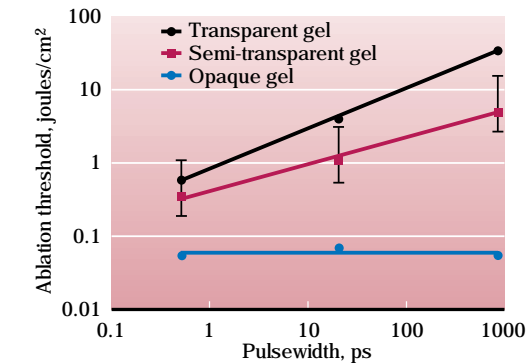 100
10
1
0.1
0.01
Ablation threshold, joules/cm²
Transparent gel
Semi-transparent gel
Opaque gel
0.1 1 10 100 1000
Pulsewidth, ps